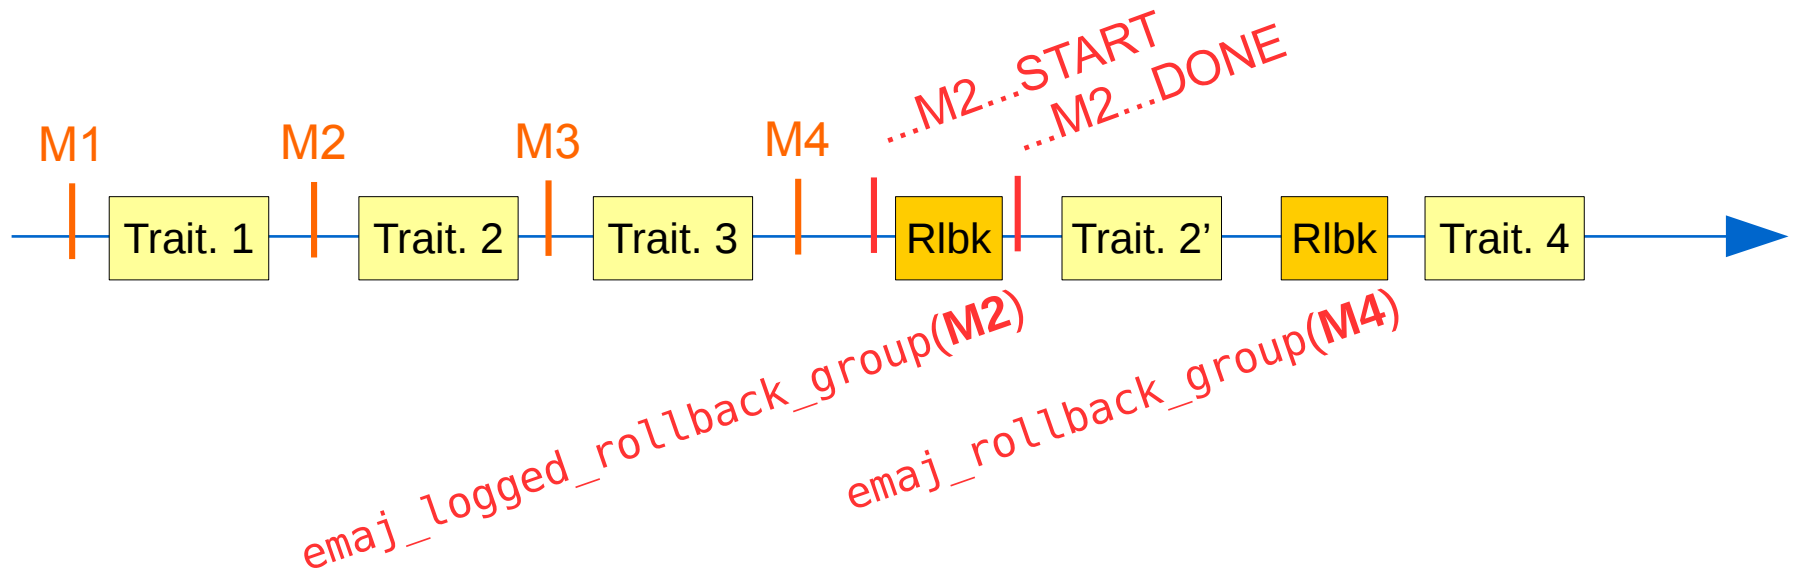 ...M2...START
...M2...DONE
M1
M2
M3
M4
Trait. 1
Trait. 2
Trait. 3
Rlbk
Trait. 2’
Rlbk
Trait. 4
emaj_logged_rollback_group(M2)
emaj_rollback_group(M4)